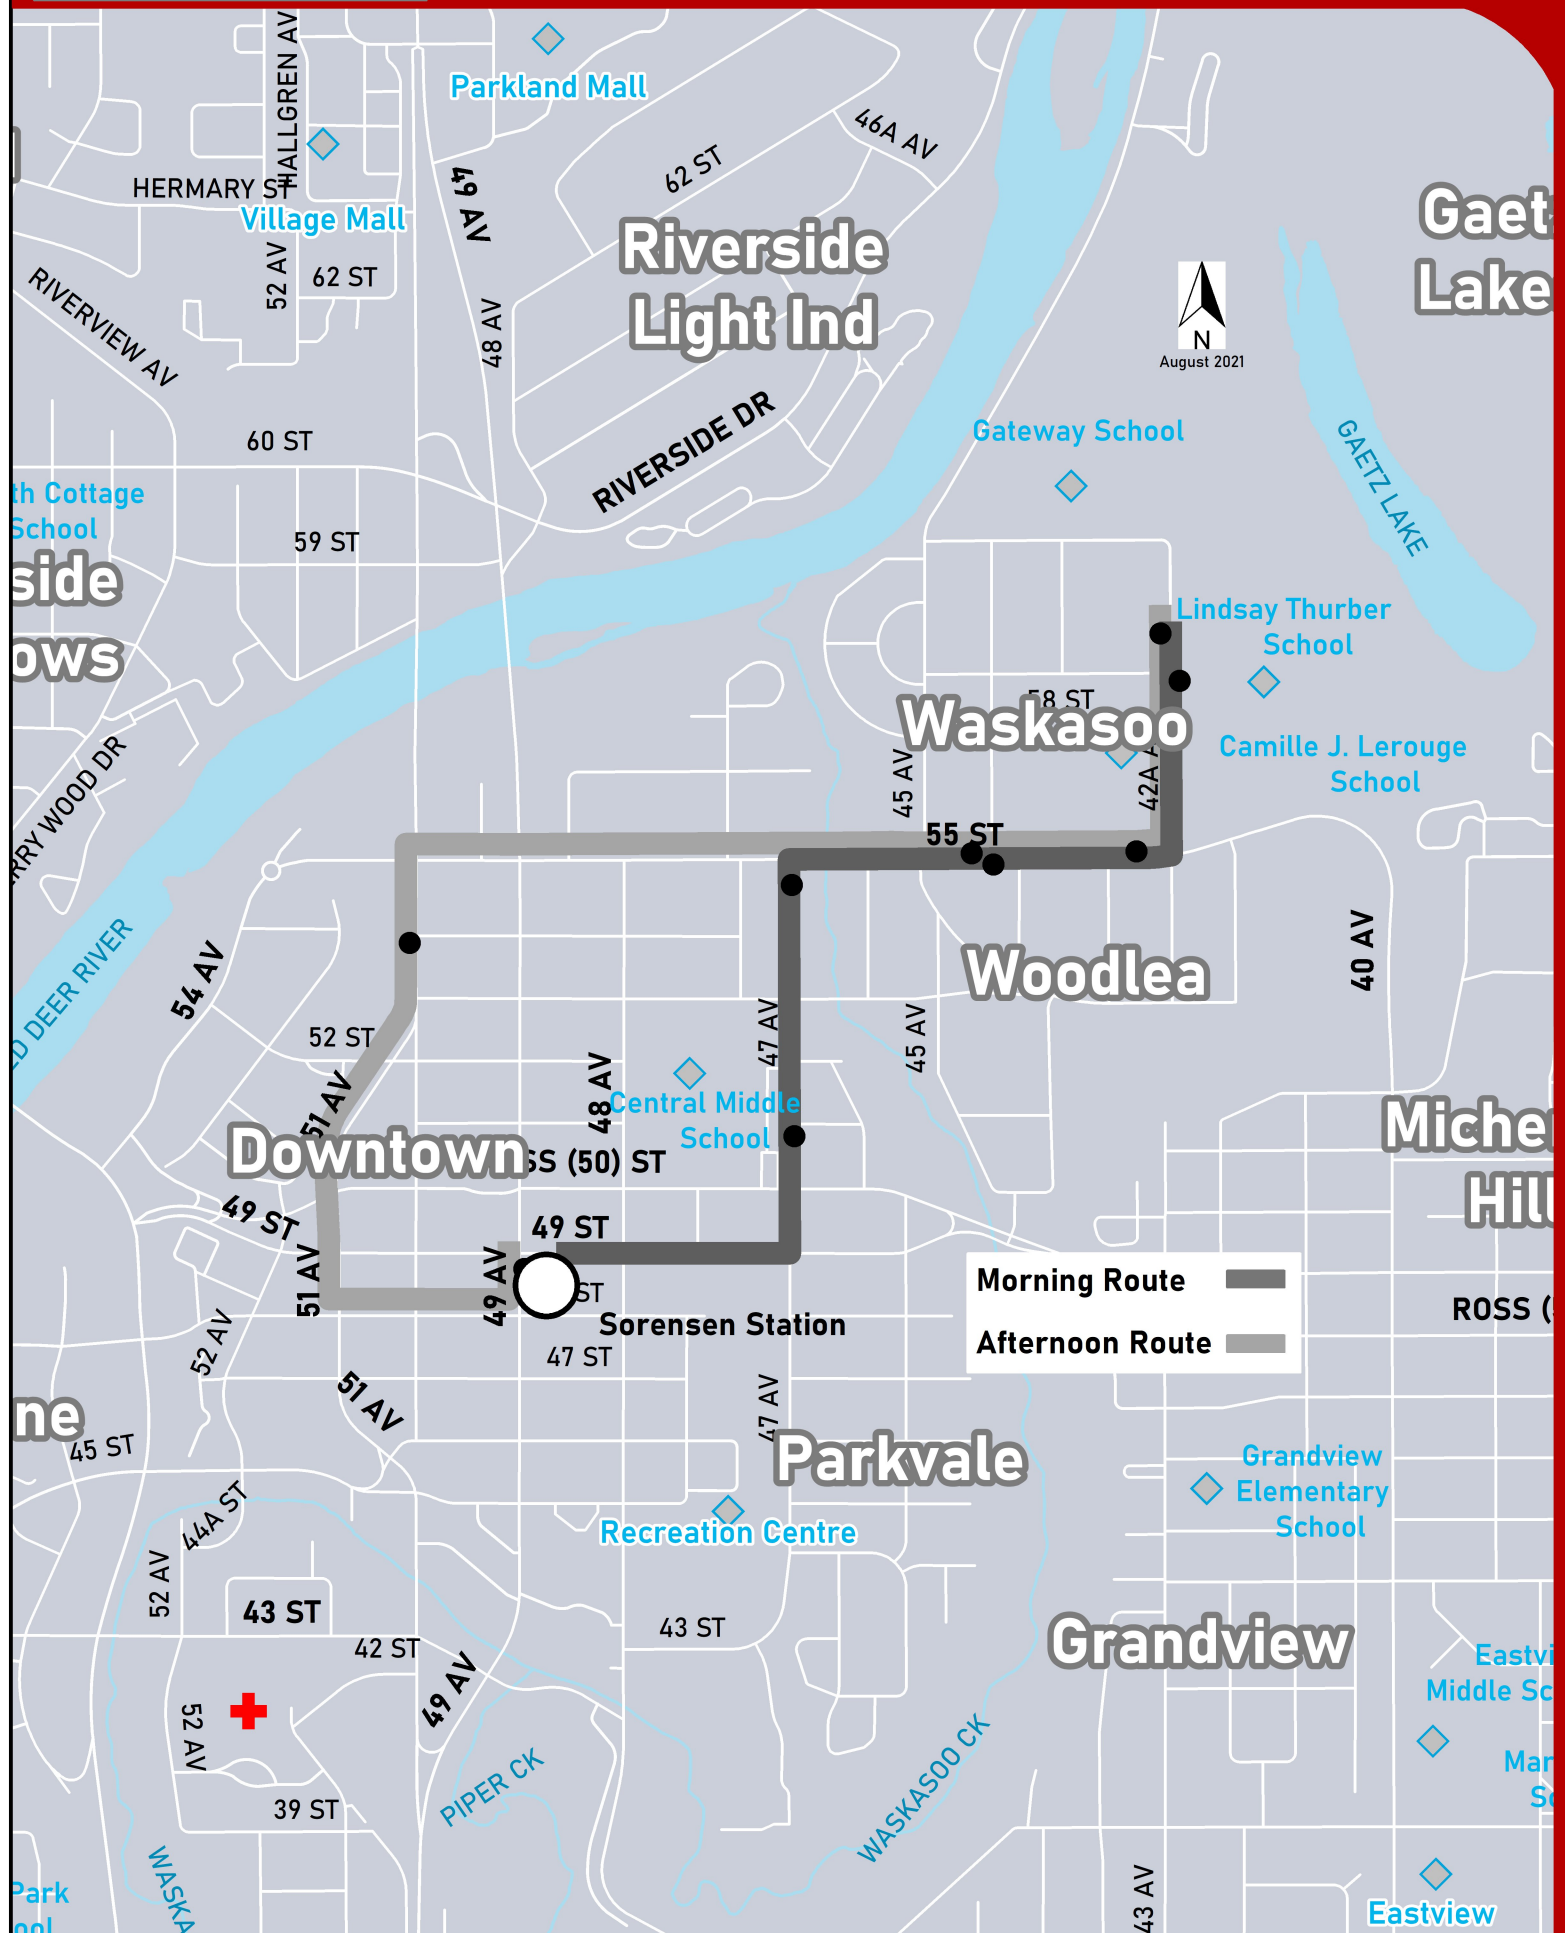 HALLGREN AV
Parkland Mall
46A AV
62 ST
49 AV
HERMARY ST
Village Mall
Riverside
Light Ind
Gaetz
Lake
52 AV
62 ST
RIVERVIEW AV
48 AV
N
August 2021
RIVERSIDE DR
60 ST
Gateway School
GAETZ LAKE
th Cottage
School
59 ST
side
ows
Lindsay Thurber
School
58 ST
Waskasoo
Camille J. Lerouge
School
45 AV
42A A
RRY WOOD DR
55 ST
40 AV
ED DEER RIVER
54 AV
Woodlea
52 ST
47 AV
45 AV
51 AV
48 AV
Central Middle
School
Downtown
SS (50) ST
Miche
Hill
49 ST
49 ST
51 AV
49 AV
ST
Sorensen Station
47 ST
Morning Route
Afternoon Route
ROSS (
52 AV
51 AV
47 AV
ne
45 ST
Parkvale
Grandview
Elementary
School
44A ST
Recreation Centre
52 AV
43 ST
43 ST
42 ST
Grandview
Eastvi
Middle Sc
49 AV
52 AV
PIPER CK
WASKASOO CK
Mar
Sc
39 ST
WASKA
Park
ool
43 AV
Eastview